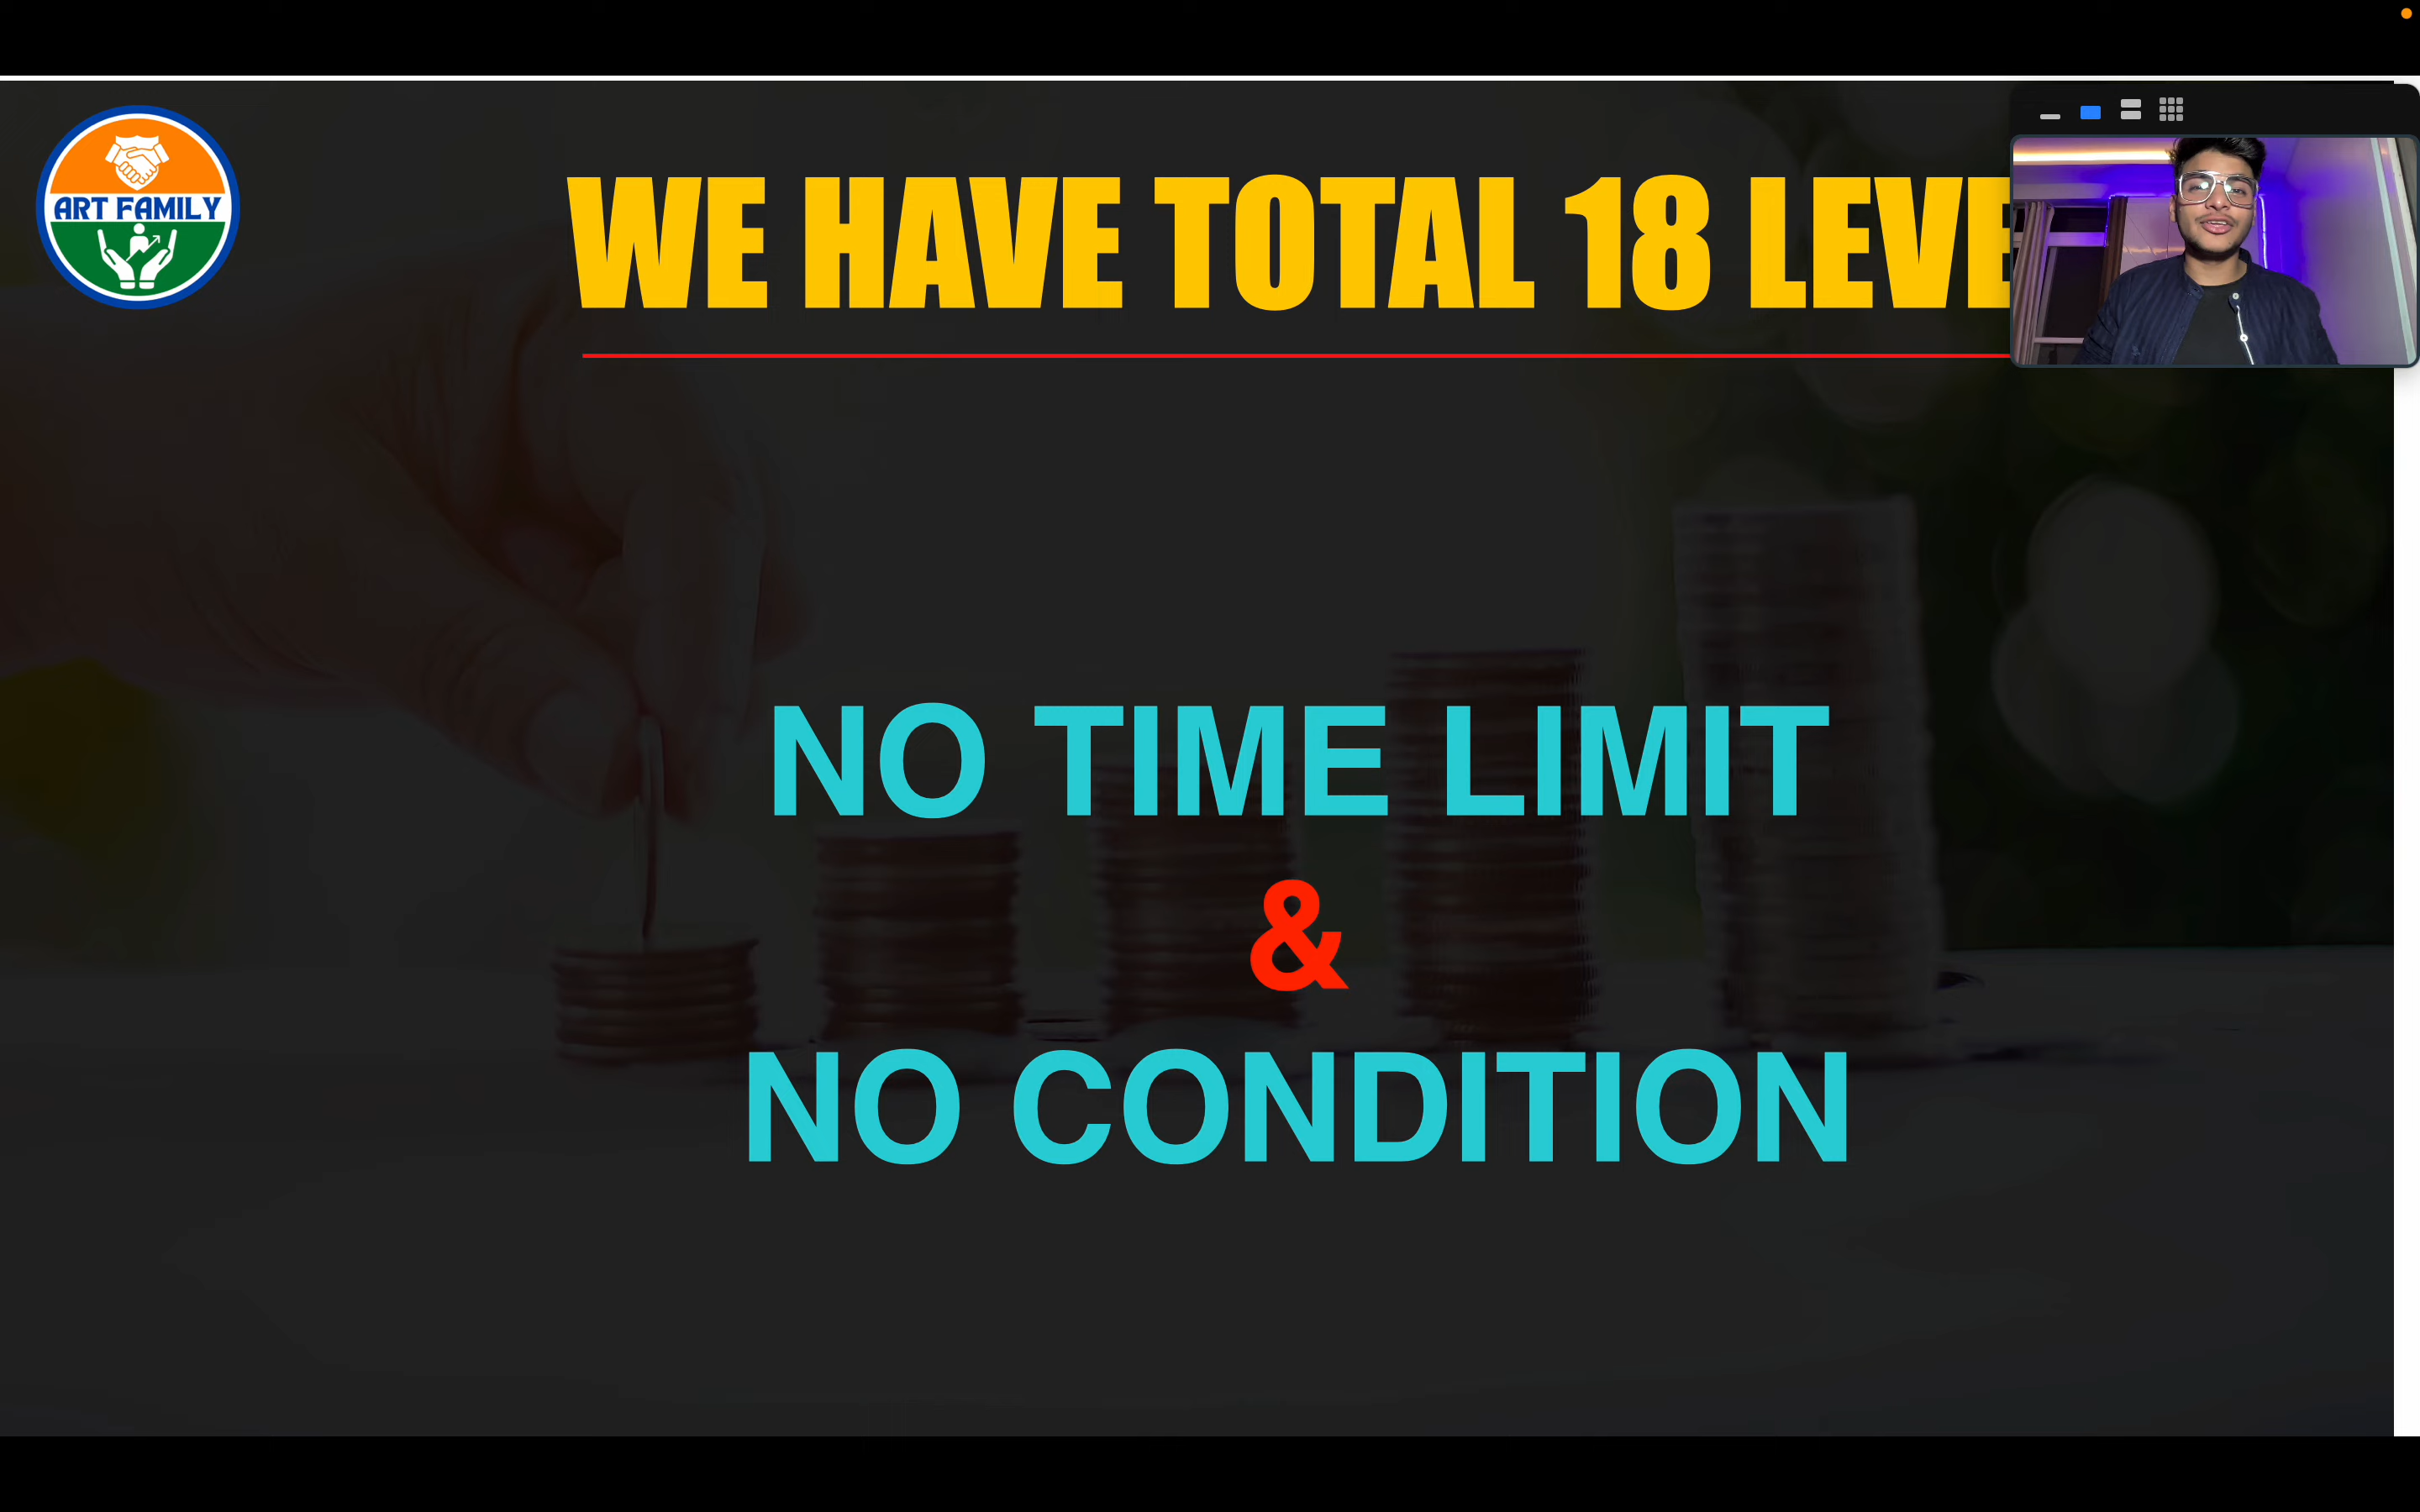 ART FAMILY
WE HAVE TOTAL 18 LEVE
NO TIME LIMIT
&
NO CONDITION